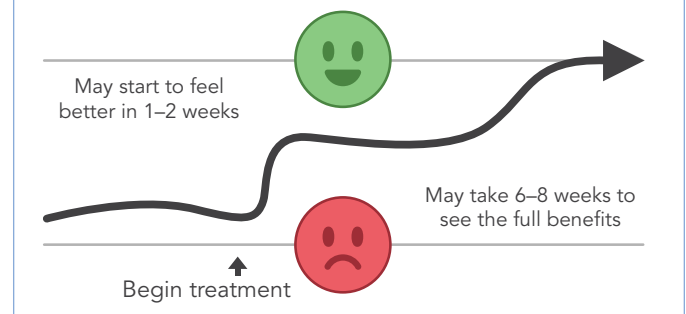 May start to feel
better in 1–2 weeks
May take 6–8 weeks to
see the full benefits
Begin treatment